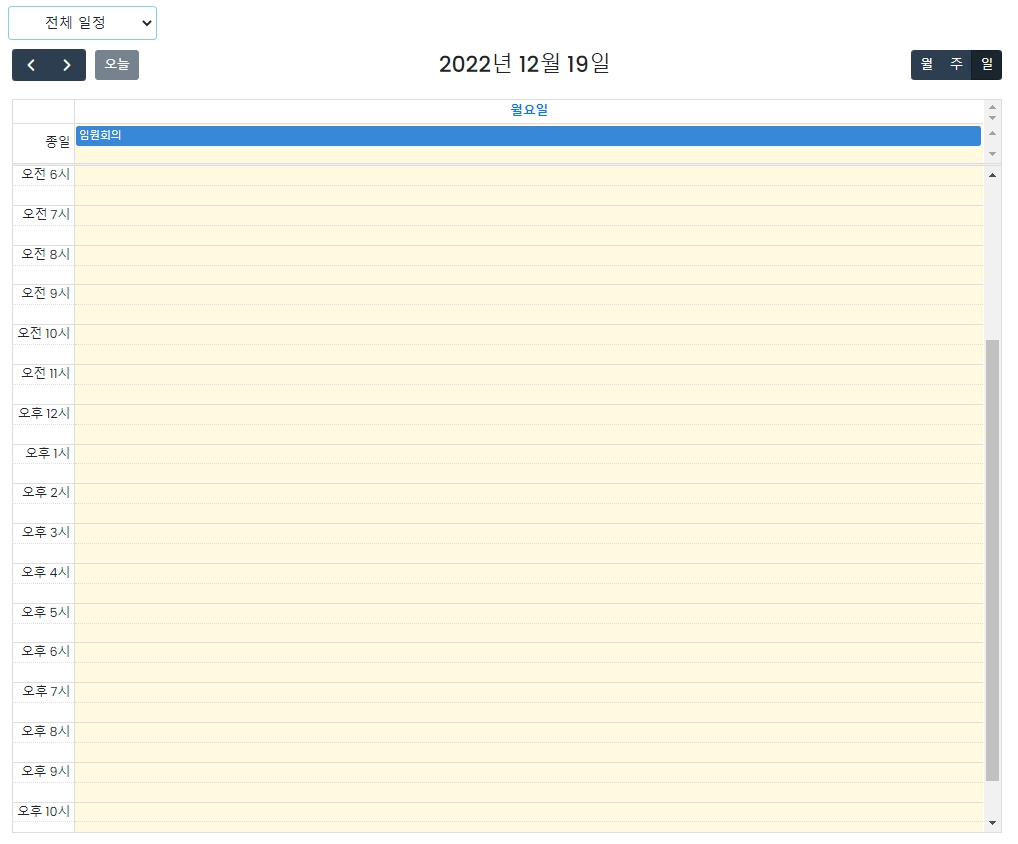 전체 일정
오늘
2022년 12월 19일
월 주 일
월요일
종일 임원회의
오전 6시
오전 7시
오전 8시
오전 9시
오전 10시
오전 11시
오후 12시
오후 1시
오후 2시
오후 3시
오후 4시
오후 5시
오후 6시
오후 7시
오후 8시
오후 9시
오후 10시